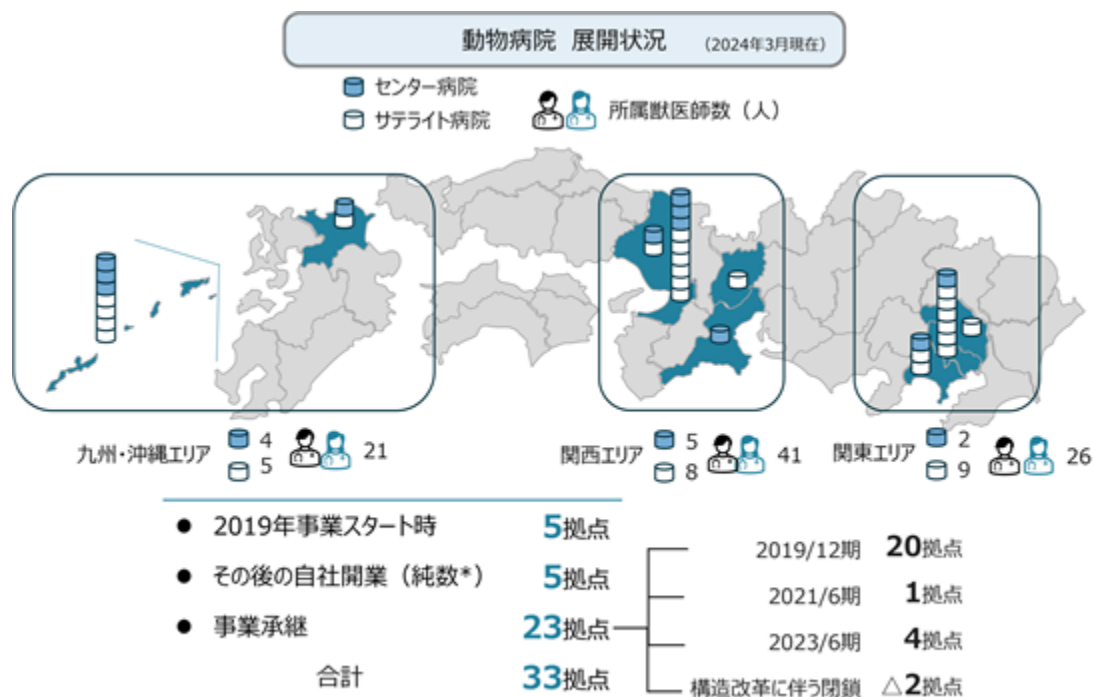 動物病院 展開状況 (2024年3月現在)
センター病院
サテライト病院
所属獣医師数（人）
九州・沖縄エリア 4 5 21
関西エリア 5 8 41
関東エリア 2 9 26
● 2019年事業スタート時 5拠点
● その後の自社開業（純数*） 5拠点
● 事業承継 23拠点
合計 33拠点
2019/12期 20拠点
2021/6期 1拠点
2023/6期 4拠点
構造改革に伴う閉鎖 △2拠点